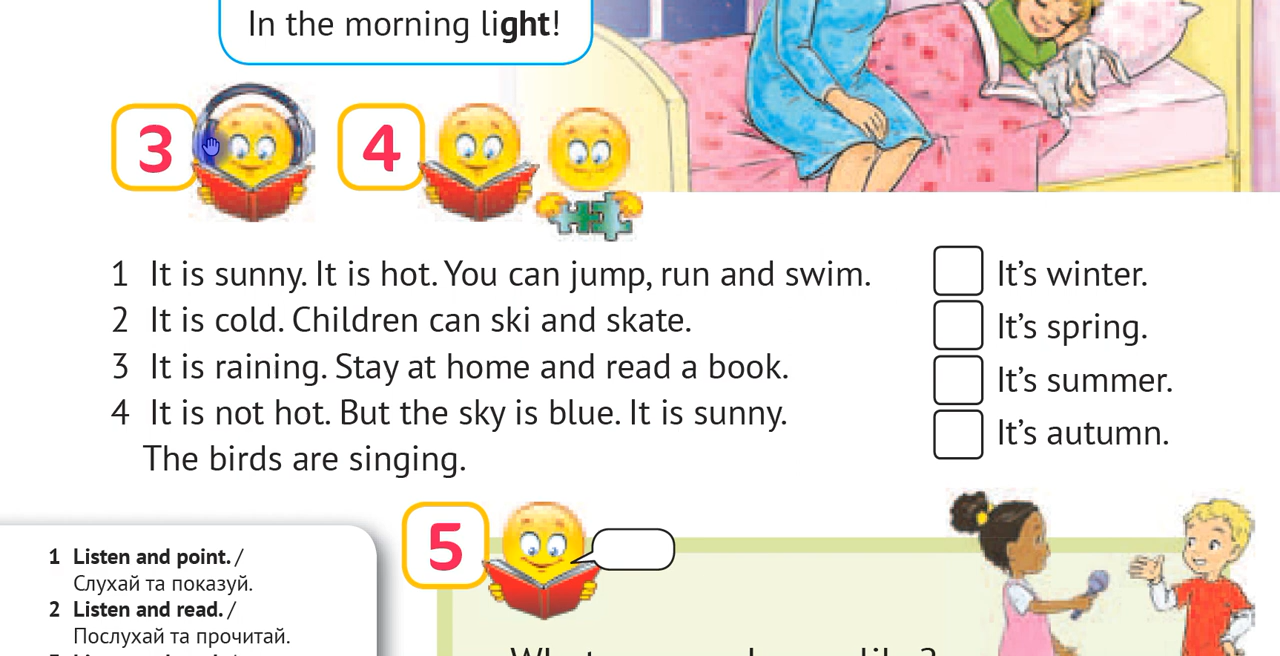 In the morning light!
3
4
1 It is sunny. It is hot. You can jump, run and swim.
2 It is cold. Children can ski and skate.
3 It is raining. Stay at home and read a book.
4 It is not hot. But the sky is blue. It is sunny.
The birds are singing.
It's winter.
It's spring.
It's summer.
It's autumn.
5
1 Listen and point. /
Слухай та показуй.
2 Listen and read. /
Послухай та прочитай.